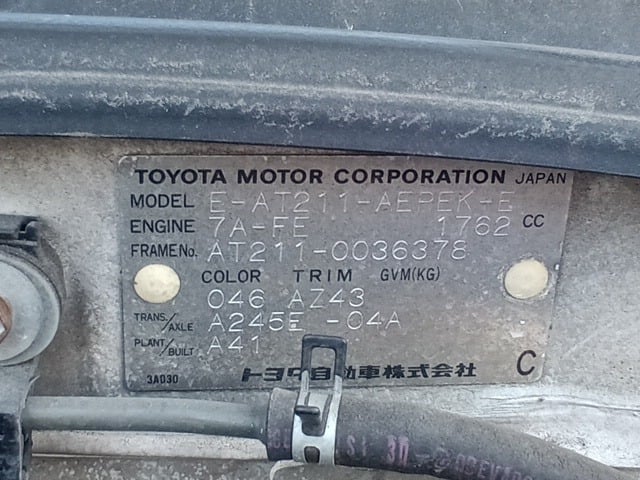 TOYOTA MOTOR CORPORATION JAPAN
MODEL E-AT211-AEPEK-E
ENGINE 7A-FE 1762 CC
FRAME No. AT211-0036378
COLOR TRIM GVM(KG)
046 AZ43
TRANS./AXLE A245E -04A
PLANT/BUILT A41
3A030 トヨタ自動車株式会社 C
SI 30